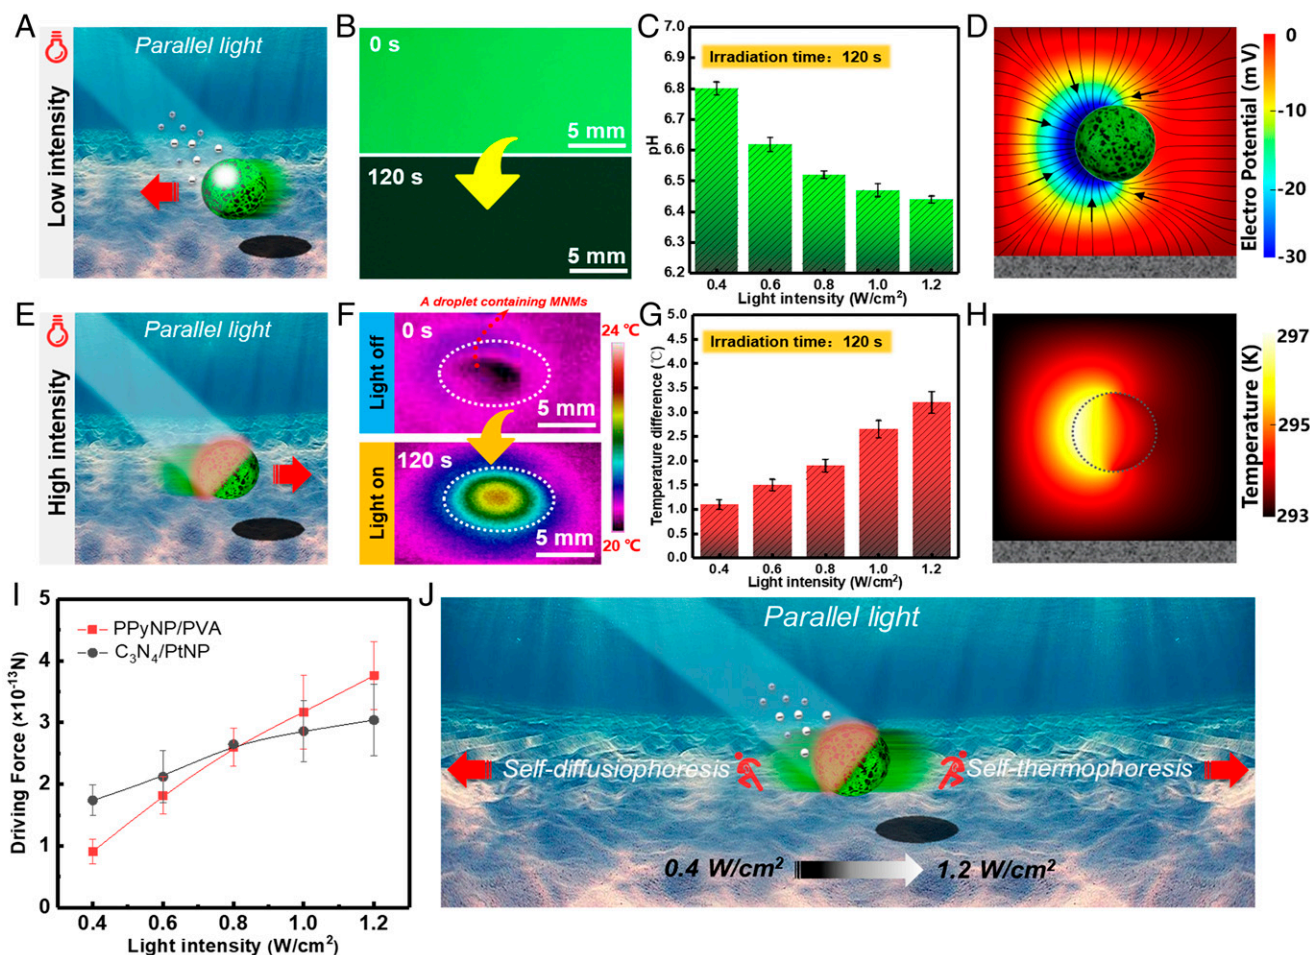 A
Low intensity
Parallel light
B
0 s
5 mm
120 s
5 mm
C
Irradiation time: 120 s
pH
7.0
6.9
6.8
6.7
6.6
6.5
6.4
6.3
6.2
0.4 0.6 0.8 1.0 1.2
Light intensity (W/cm²)
D
Electro Potential (m V)
0
-10
-20
-30
E
High intensity
Parallel light
F
A droplet containing MNMs
Light off
0 s
5 mm
Light on
120 s
5 mm
24 ℃
20 ℃
G
Irradiation time: 120 s
Temperature difference (℃)
5.0
4.5
4.0
3.5
3.0
2.5
2.0
1.5
1.0
0.5
0.0
0.4 0.6 0.8 1.0 1.2
Light intensity (W/cm²)
H
Temperature (K)
297
295
293
I
PPyNP/PVA
C₃N₄/PtNP
Driving Force (×10⁻¹³N)
5
4
3
2
1
0
0.4 0.6 0.8 1.0 1.2
Light intensity (W/cm²)
J
Parallel light
Self-diffusiophoresis
Self-thermophoresis
0.4 W/cm²
1.2 W/cm²